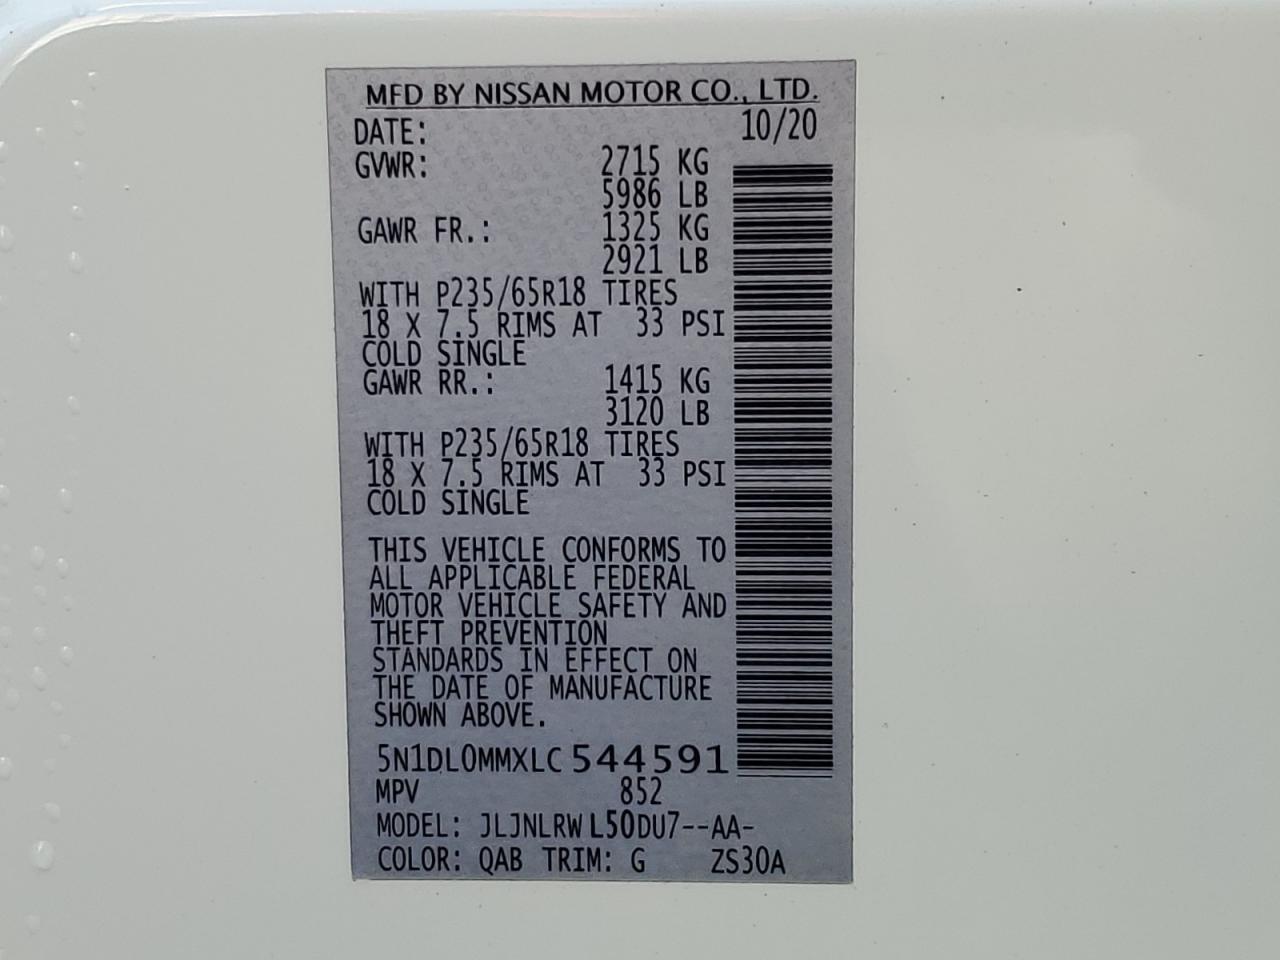 MFD BY NISSAN MOTOR CO., LTD.
DATE: 10/20
GVWR: 2715 KG
5986 LB
GAWR FR.: 1325 KG
2921 LB
WITH P235/65R18 TIRES
18 X 7.5 RIMS AT 33 PSI
COLD SINGLE
GAWR RR.: 1415 KG
3120 LB
WITH P235/65R18 TIRES
18 X 7.5 RIMS AT 33 PSI
COLD SINGLE
THIS VEHICLE CONFORMS TO
ALL APPLICABLE FEDERAL
MOTOR VEHICLE SAFETY AND
THEFT PREVENTION
STANDARDS IN EFFECT ON
THE DATE OF MANUFACTURE
SHOWN ABOVE.
5N1DL0MMXLC544591
MPV 852
MODEL: JLJNLRWL50DU7--AA-
COLOR: QAB TRIM: G ZS30A